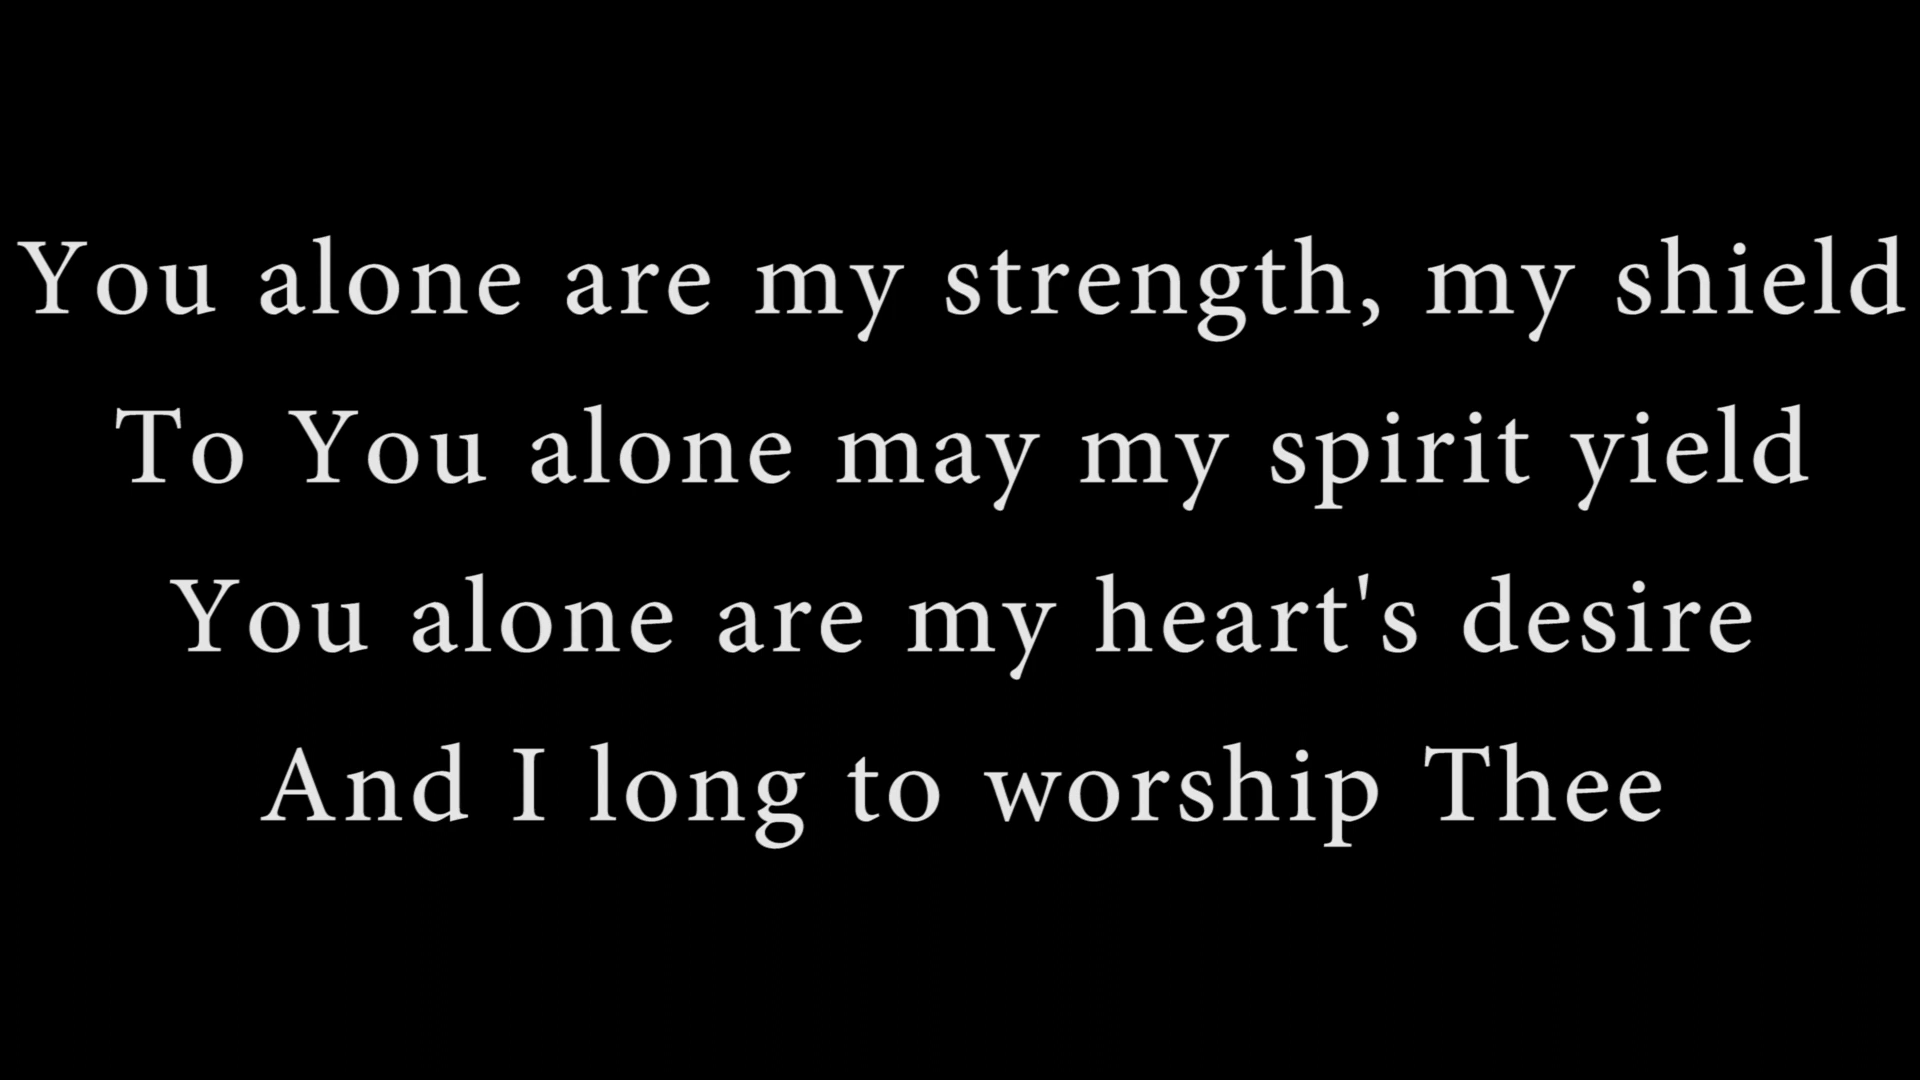 You alone are my strength, my shield
To You alone may my spirit yield
You alone are my heart's desire
And I long to worship Thee